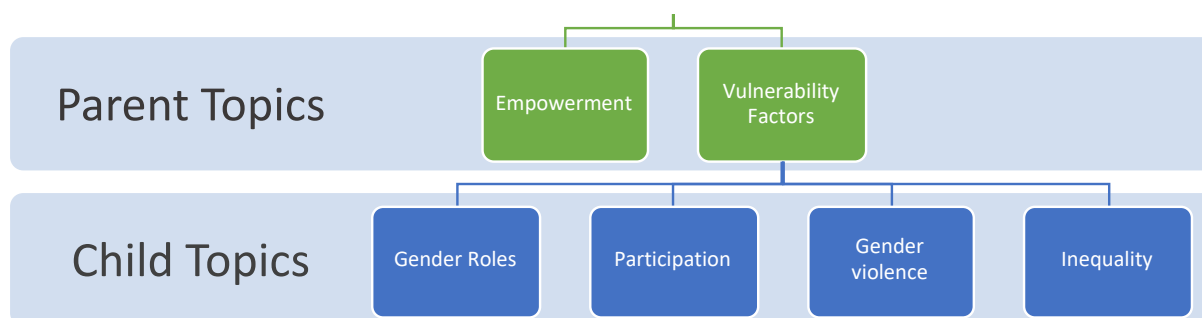 Parent Topics
Empowerment
Vulnerability
Factors
Child Topics
Gender Roles
Participation
Gender
violence
Inequality